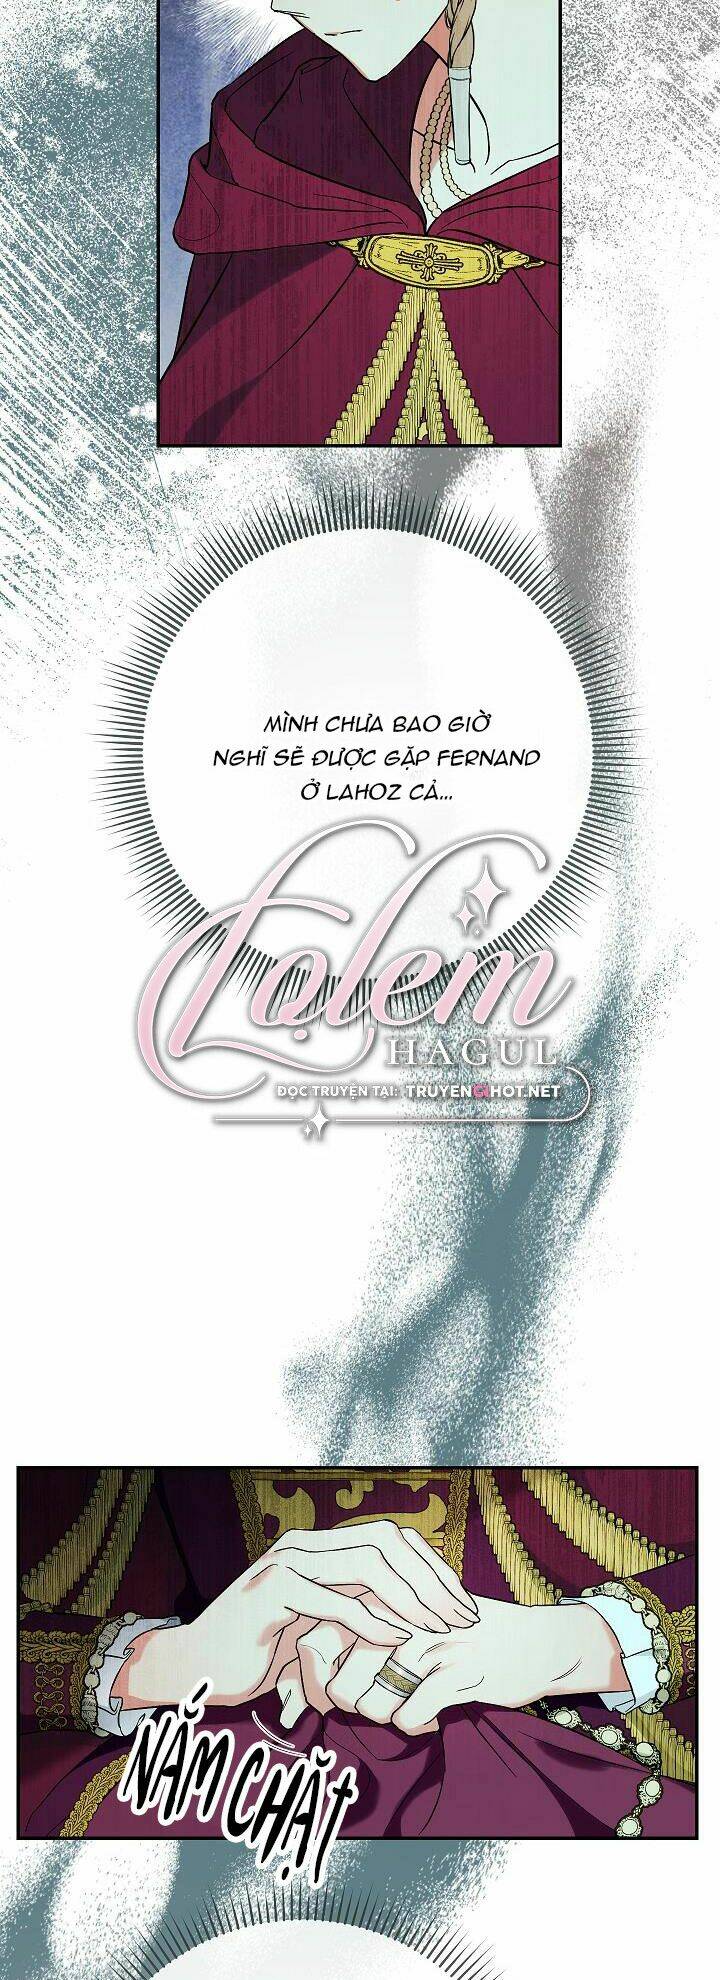 MÌNH CHƯA BAO GIỜ
NGHĨ SẼ ĐƯỢC GẶP FERNAND
Ở LAHOZ CẢ...
Lọlem
HAGUL
ĐỌC TRUYỆN TẠI: TRUYENGIHOT.NET
NẮM CHẶT